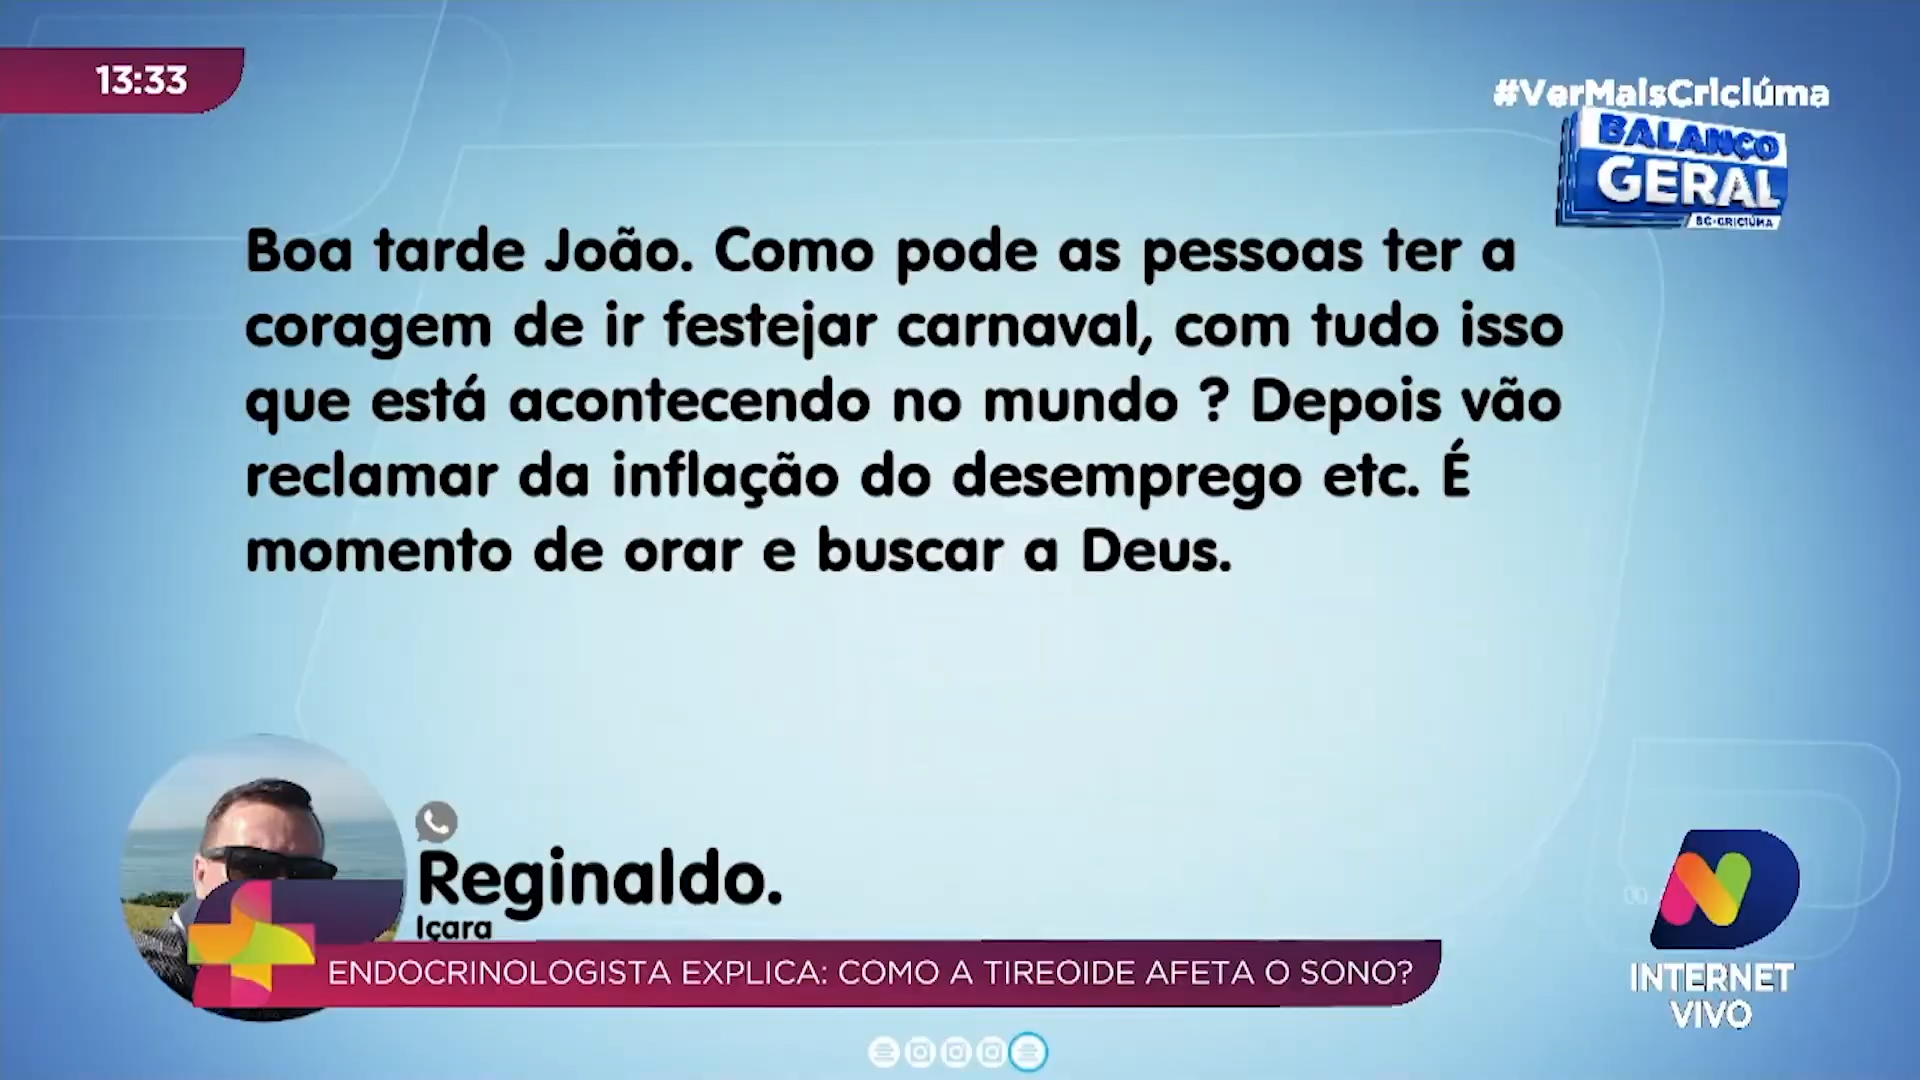 13:33
#VerMaisCriciúma
BALANÇO
GERAL
SC-CRICIÚMA
Boa tarde João. Como pode as pessoas ter a
coragem de ir festejar carnaval, com tudo isso
que está acontecendo no mundo ? Depois vão
reclamar da inflação do desemprego etc. É
momento de orar e buscar a Deus.
Reginaldo.
Içara
ENDOCRINOLOGISTA EXPLICA: COMO A TIREOIDE AFETA O SONO?
INTERNET
VIVO